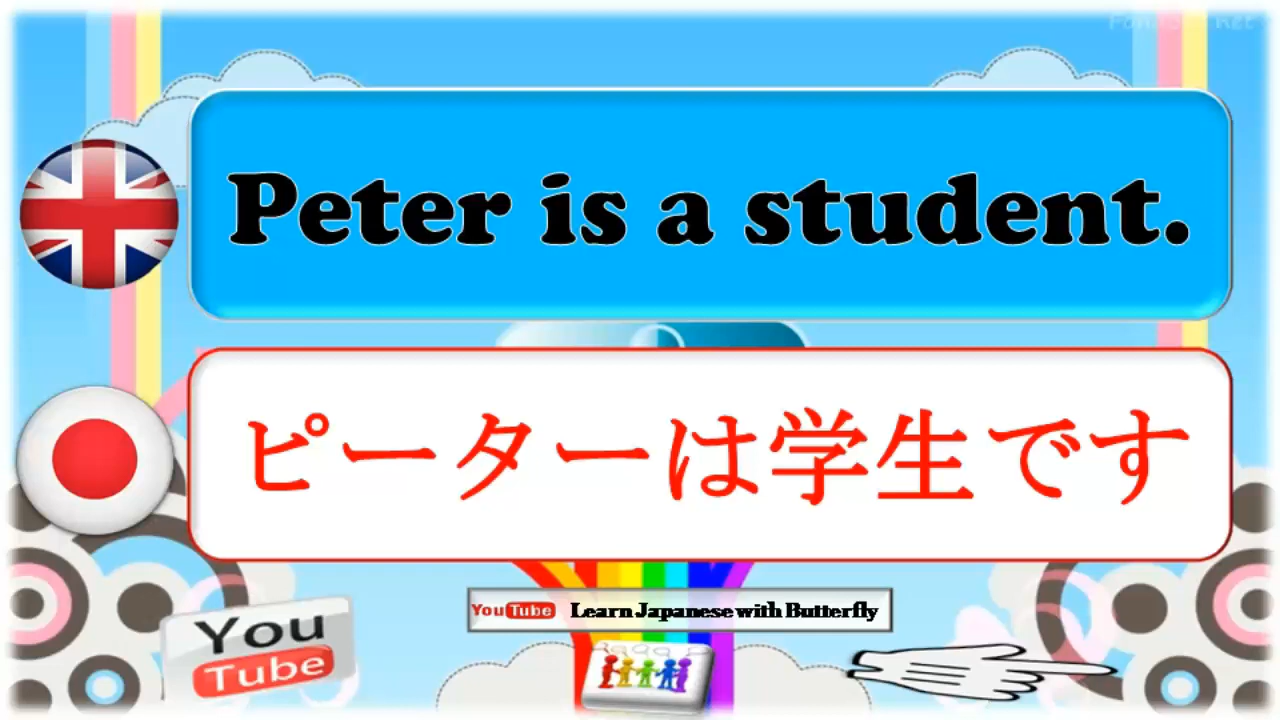 Peter is a student.
ピーターは学生です
YouTube Learn Japanese with Butterfly
You
Tube